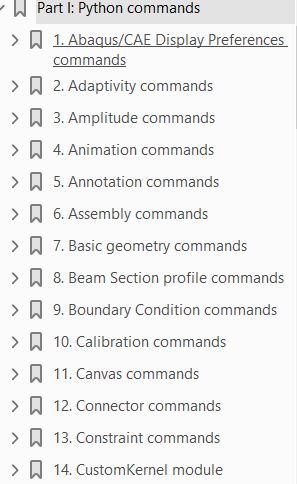 Part I: Python commands
1. Abaqus/CAE Display Preferences
commands
2. Adaptivity commands
3. Amplitude commands
4. Animation commands
5. Annotation commands
6. Assembly commands
7. Basic geometry commands
8. Beam Section profile commands
9. Boundary Condition commands
10. Calibration commands
11. Canvas commands
12. Connector commands
13. Constraint commands
14. CustomKernel module